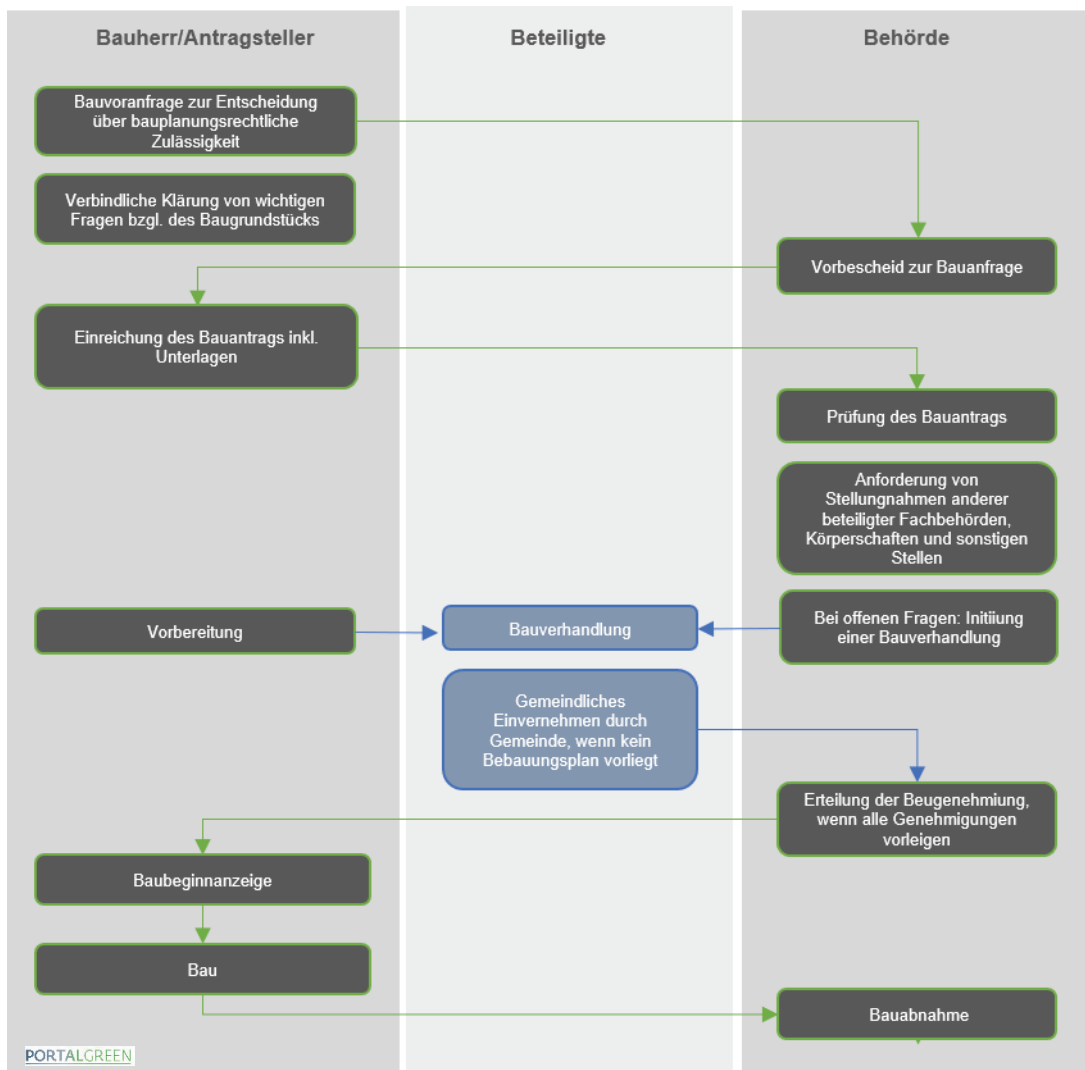 Bauherr/Antragsteller
Beteiligte
Behörde
Bauvoranfrage zur Entscheidung
über bauplanungsrechtliche
Zulässigkeit
Verbindliche Klärung von wichtigen
Fragen bzgl. des Baugrundstücks
Vorbescheid zur Bauanfrage
Einreichung des Bauantrags inkl.
Unterlagen
Prüfung des Bauantrags
Anforderung von
Stellungnahmen anderer
beteiligter Fachbehörden,
Körperschaften und sonstigen
Stellen
Vorbereitung
Bauverhandlung
Bei offenen Fragen: Initiiung
einer Bauverhandlung
Gemeindliches
Einvernehmen durch
Gemeinde, wenn kein
Bebauungsplan vorliegt
Erteilung der Beugenehmiung,
wenn alle Genehmigungen
vorleigen
Baubeginnanzeige
Bau
Bauabnahme
PORTALGREEN